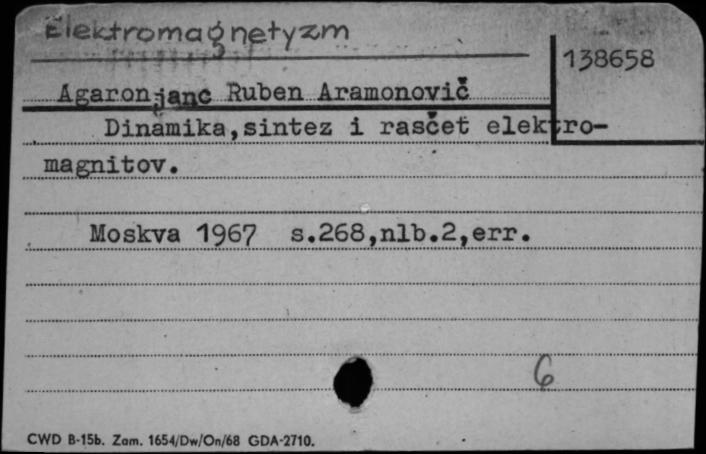 Elektromagnetyzm
138658
Agaronjanc Ruben Aramonovič
Dinamika,sintez i rasčet elektro-
magnitov.
Moskva 1967 s.268,nlb.2,err.
6
CWD B-15b. Zam. 1654/Dw/On/68 GDA-2710.